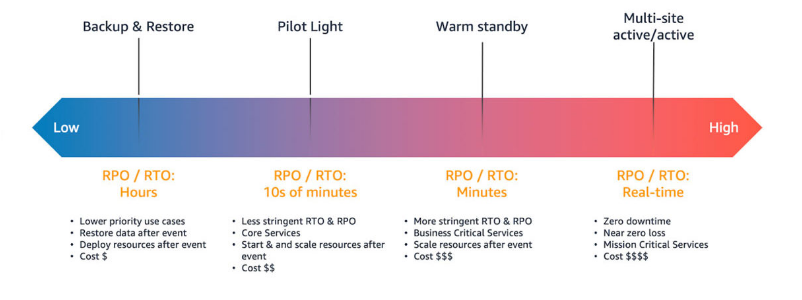 Backup & Restore
Pilot Light
Warm standby
Multi-site
active/active
Low
High
RPO / RTO:
Hours
RPO / RTO:
10s of minutes
RPO / RTO:
Minutes
RPO / RTO:
Real-time
• Lower priority use cases
• Restore data after event
• Deploy resources after event
• Cost $
• Less stringent RTO & RPO
• Core Services
• Start & and scale resources after
event
• Cost $$
• More stringent RTO & RPO
• Business Critical Services
• Scale resources after event
• Cost $$$
• Zero downtime
• Near zero loss
• Mission Critical Services
• Cost $$$$